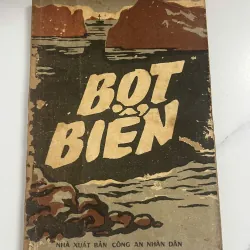 BỌT
BIỂN
NHÀ XUẤT BẢN CÔNG AN NHÂN DÂN